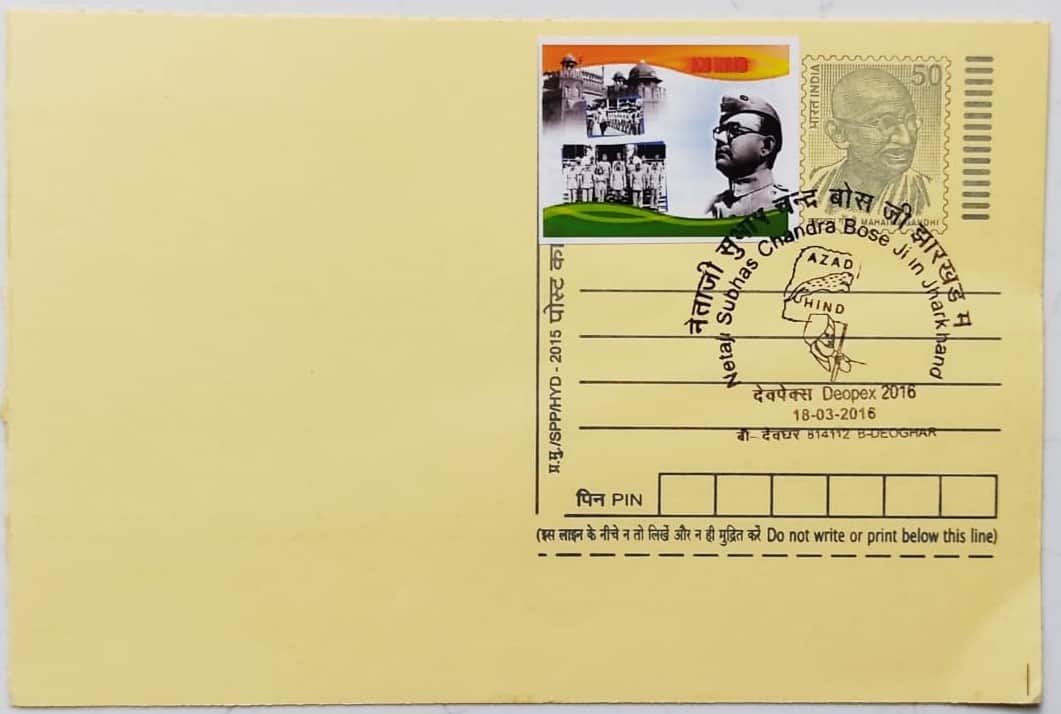 50
भारत INDIA
MAHATMA GANDHI
नेताजी सुभाष चन्द्र बोस जी झारखंड म
Netaji Subhas Chandra Bose Ji in Jharkhand
AZAD
HIND
देवपेक्स Deopex 2016
18-03-2016
बी- देवघर 814112 B-DEOGHAR
प्र.मु./SPP/HYD - 2015 पोस्ट का
पिन PIN
(इस लाइन के नीचे न तो लिखें और न ही मुद्रित करें Do not write or print below this line)